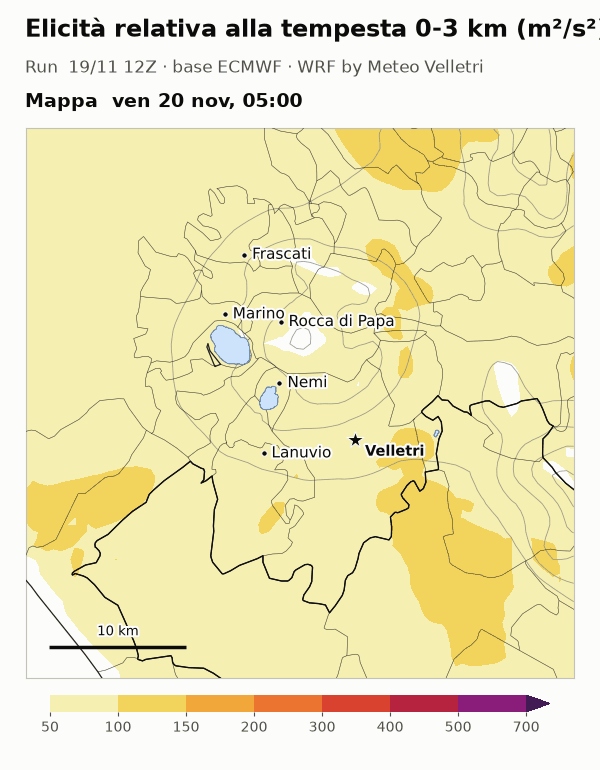 Elicità relativa alla tempesta 0-3 km (m²/s²)
Run  19/11 12Z · base ECMWF · WRF by Meteo Velletri
Mappa  ven 20 nov, 05:00
Frascati
Marino
Rocca di Papa
Nemi
Velletri
Lanuvio
10 km
50 100 150 200 300 400 500 700